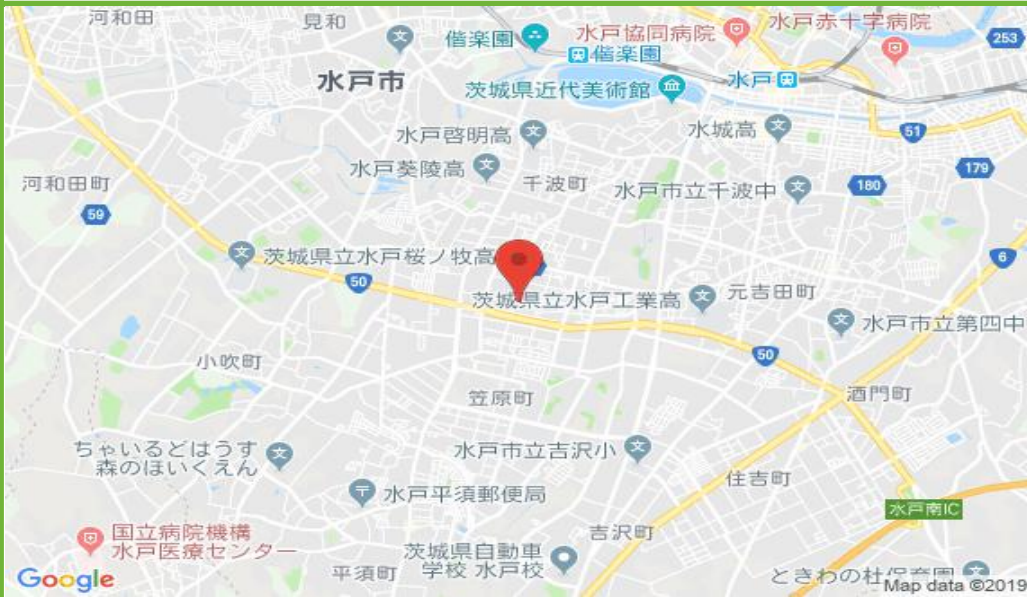 河和田
見和
偕楽園
水戸協同病院
水戸赤十字病院
253
偕楽園
水戸市
茨城県近代美術館
水戸
水戸啓明高
水城高
51
水戸葵陵高
千波町
水戸市立千波中
180
179
河和田町
59
茨城県立水戸桜ノ牧高
50
6
茨城県立水戸工業高
元吉田町
水戸市立第四中
50
小吹町
笠原町
酒門町
ちゃいるどはうす
森のほいくえん
水戸市立吉沢小
住吉町
水戸平須郵便局
水戸南IC
国立病院機構
水戸医療センター
吉沢町
茨城県自動車
学校 水戸校
平須町
ときわの杜保育園
Google
Map data ©2019